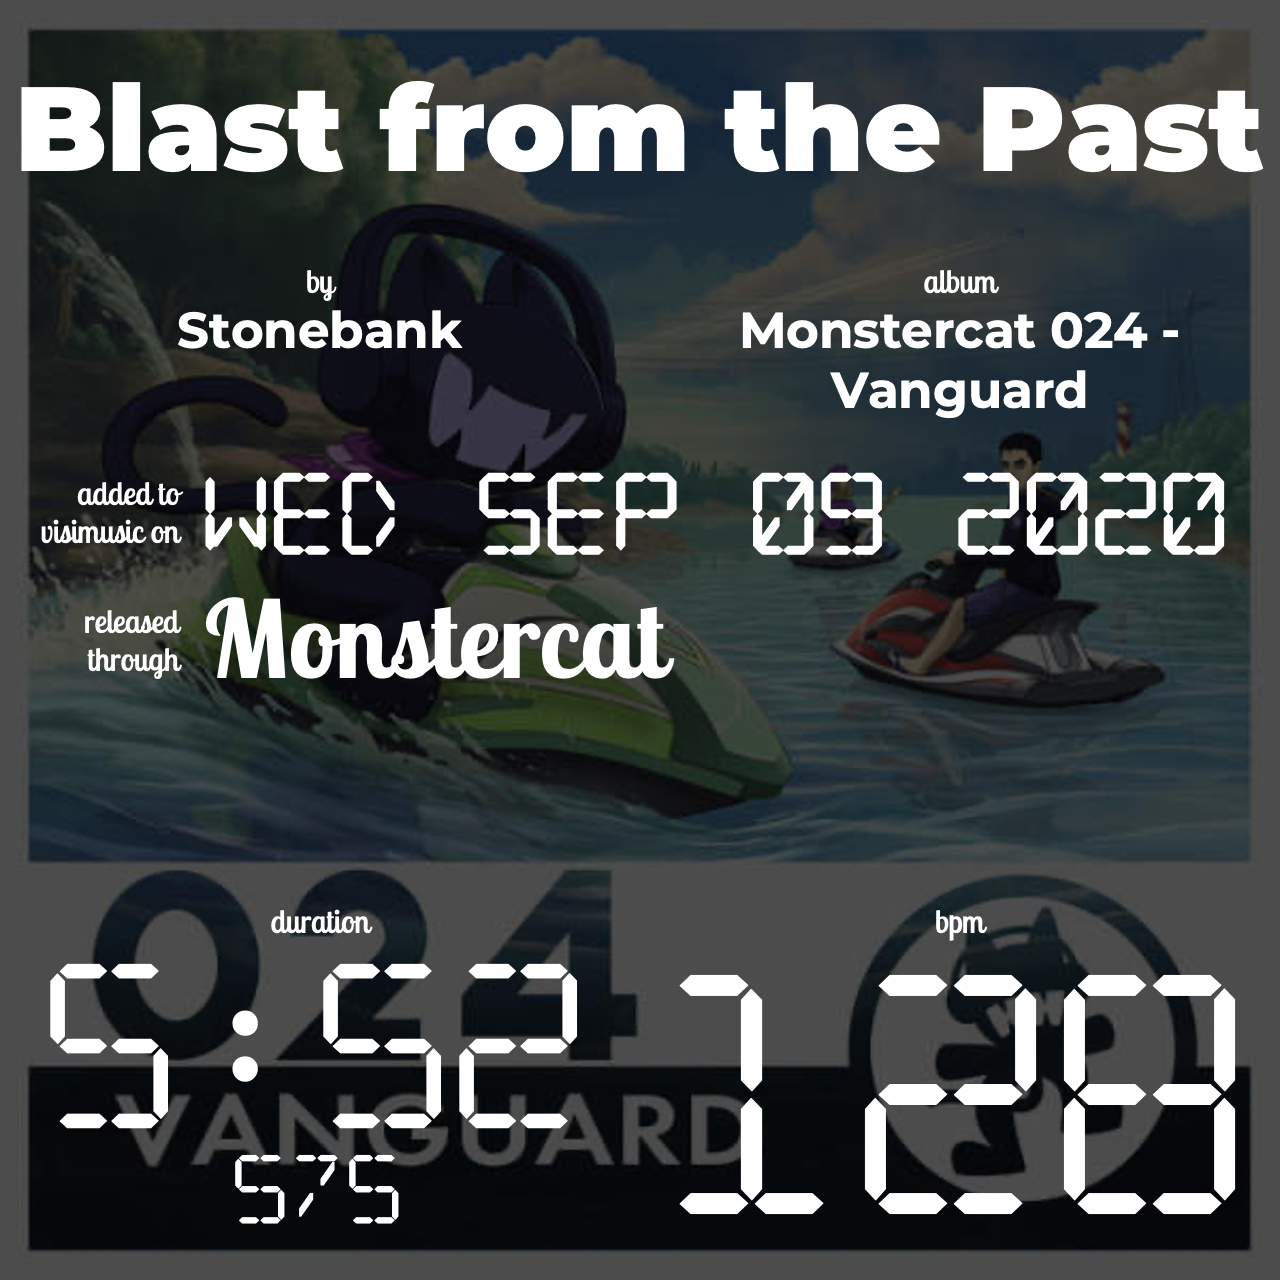 Blast from the Past
by
Stonebank
album
Monstercat 024 -
Vanguard
added to
visimusic on
WED SEP 09 2020
released
through
Monstercat
024
VANGUARD
duration
5:52
575
bpm
128